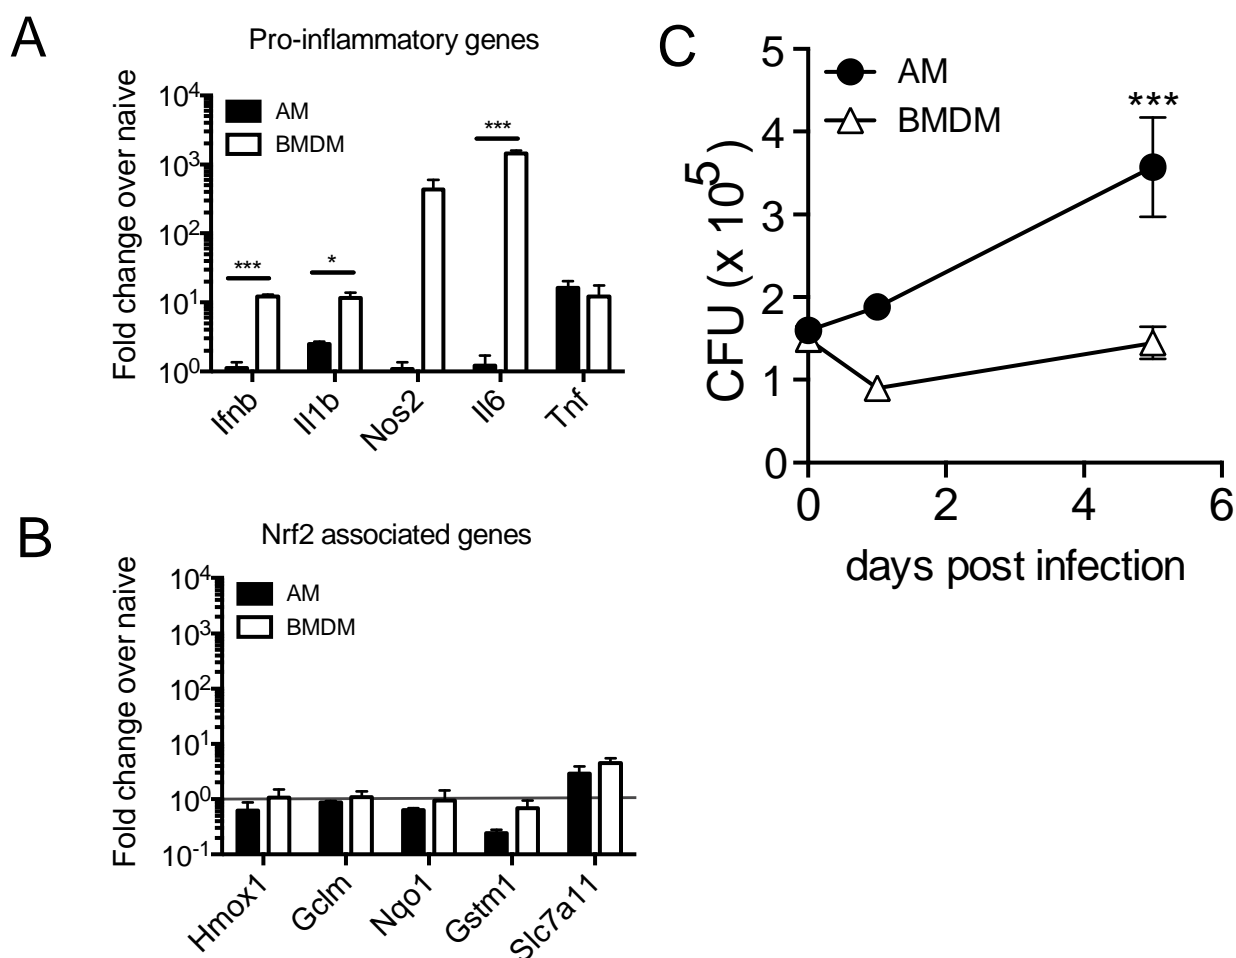 A
Pro-inflammatory genes
Fold change over naive
10⁴
10³
10²
10¹
10⁰
AM
BMDM
***
*
***
Ifnb
Il1b
Nos2
Il6
Tnf
B
Nrf2 associated genes
Fold change over naive
10⁴
10³
10²
10¹
10⁰
10⁻¹
AM
BMDM
Hmox1
Gclm
Nqo1
Gstm1
Slc7a11
C
CFU (x 10⁵)
5
4
3
2
1
0
AM
BMDM
***
0 2 4 6
days post infection